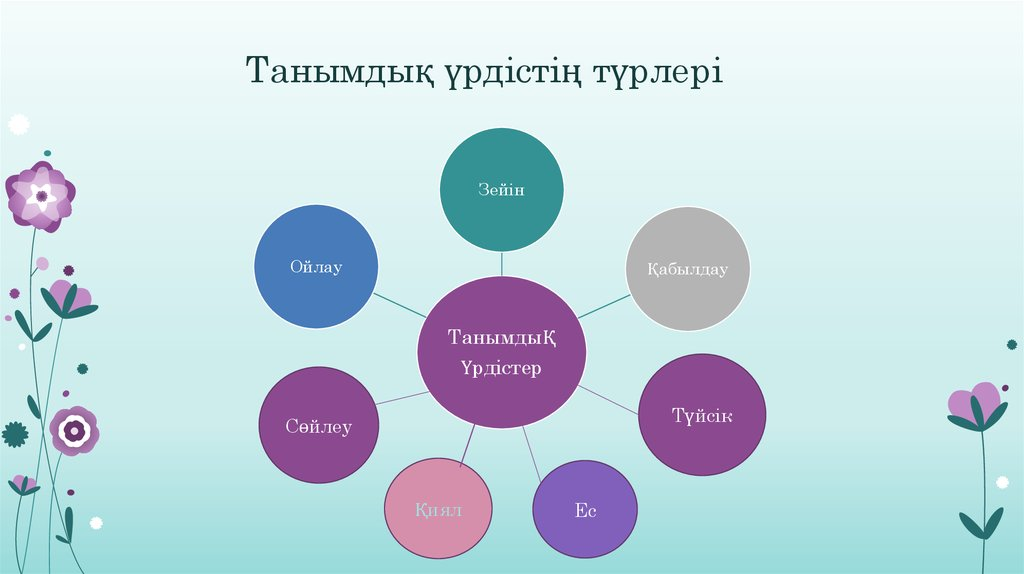 Танымдық үрдістің түрлері
Зейін
Ойлау
Қабылдау
ТанымдыҚ
Үрдістер
Сөйлеу
Түйсік
Қиял
Ес